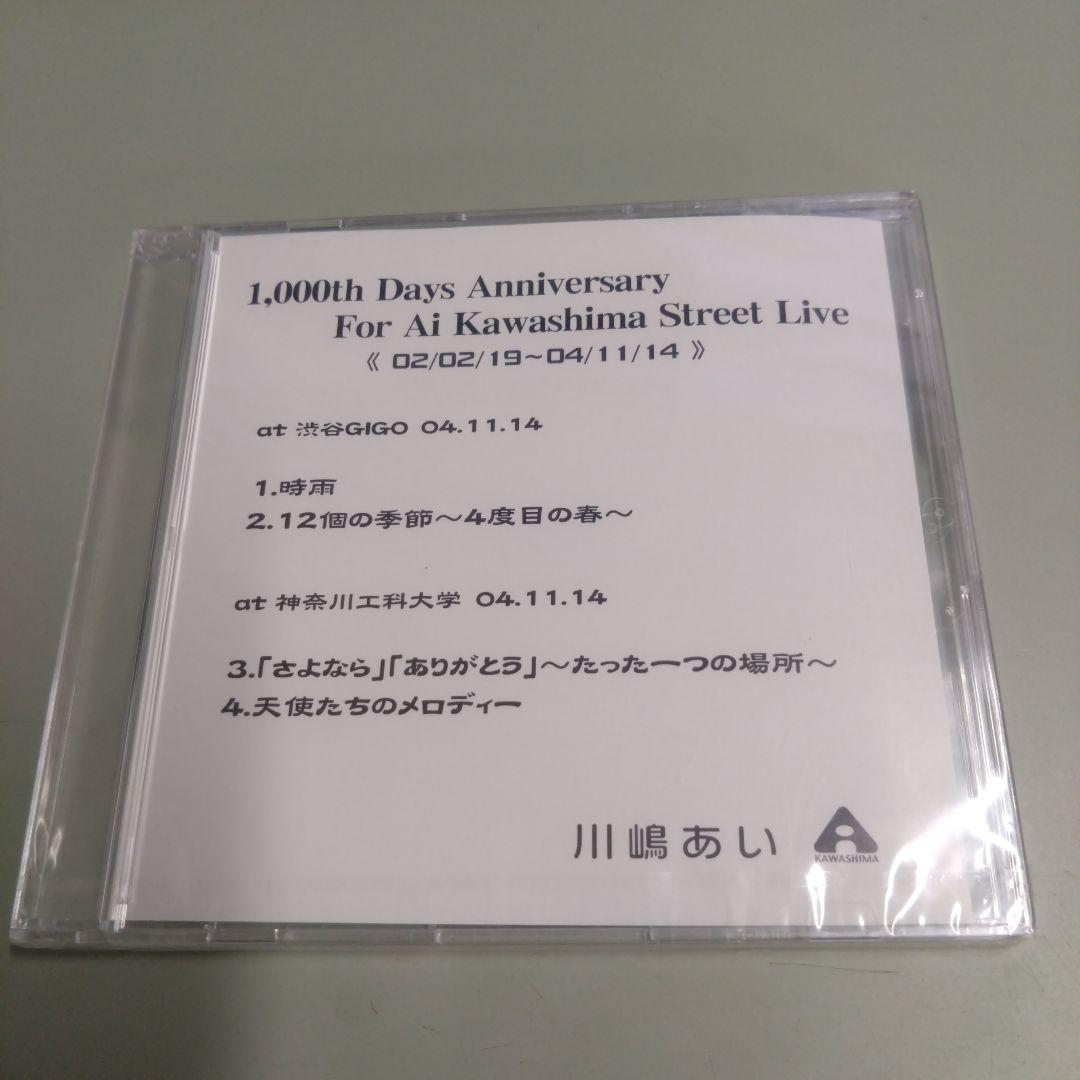 1,000th Days Anniversary
For Ai Kawashima Street Live
《 02/02/19~04/11/14 》
at 渋谷GIGO 04.11.14
1.時雨
2.12個の季節～4度目の春～
at 神奈川工科大学 04.11.14
3.「さよなら」「ありがとう」～たった一つの場所～
4.天使たちのメロディー
川嶋あい
KAWASHIMA